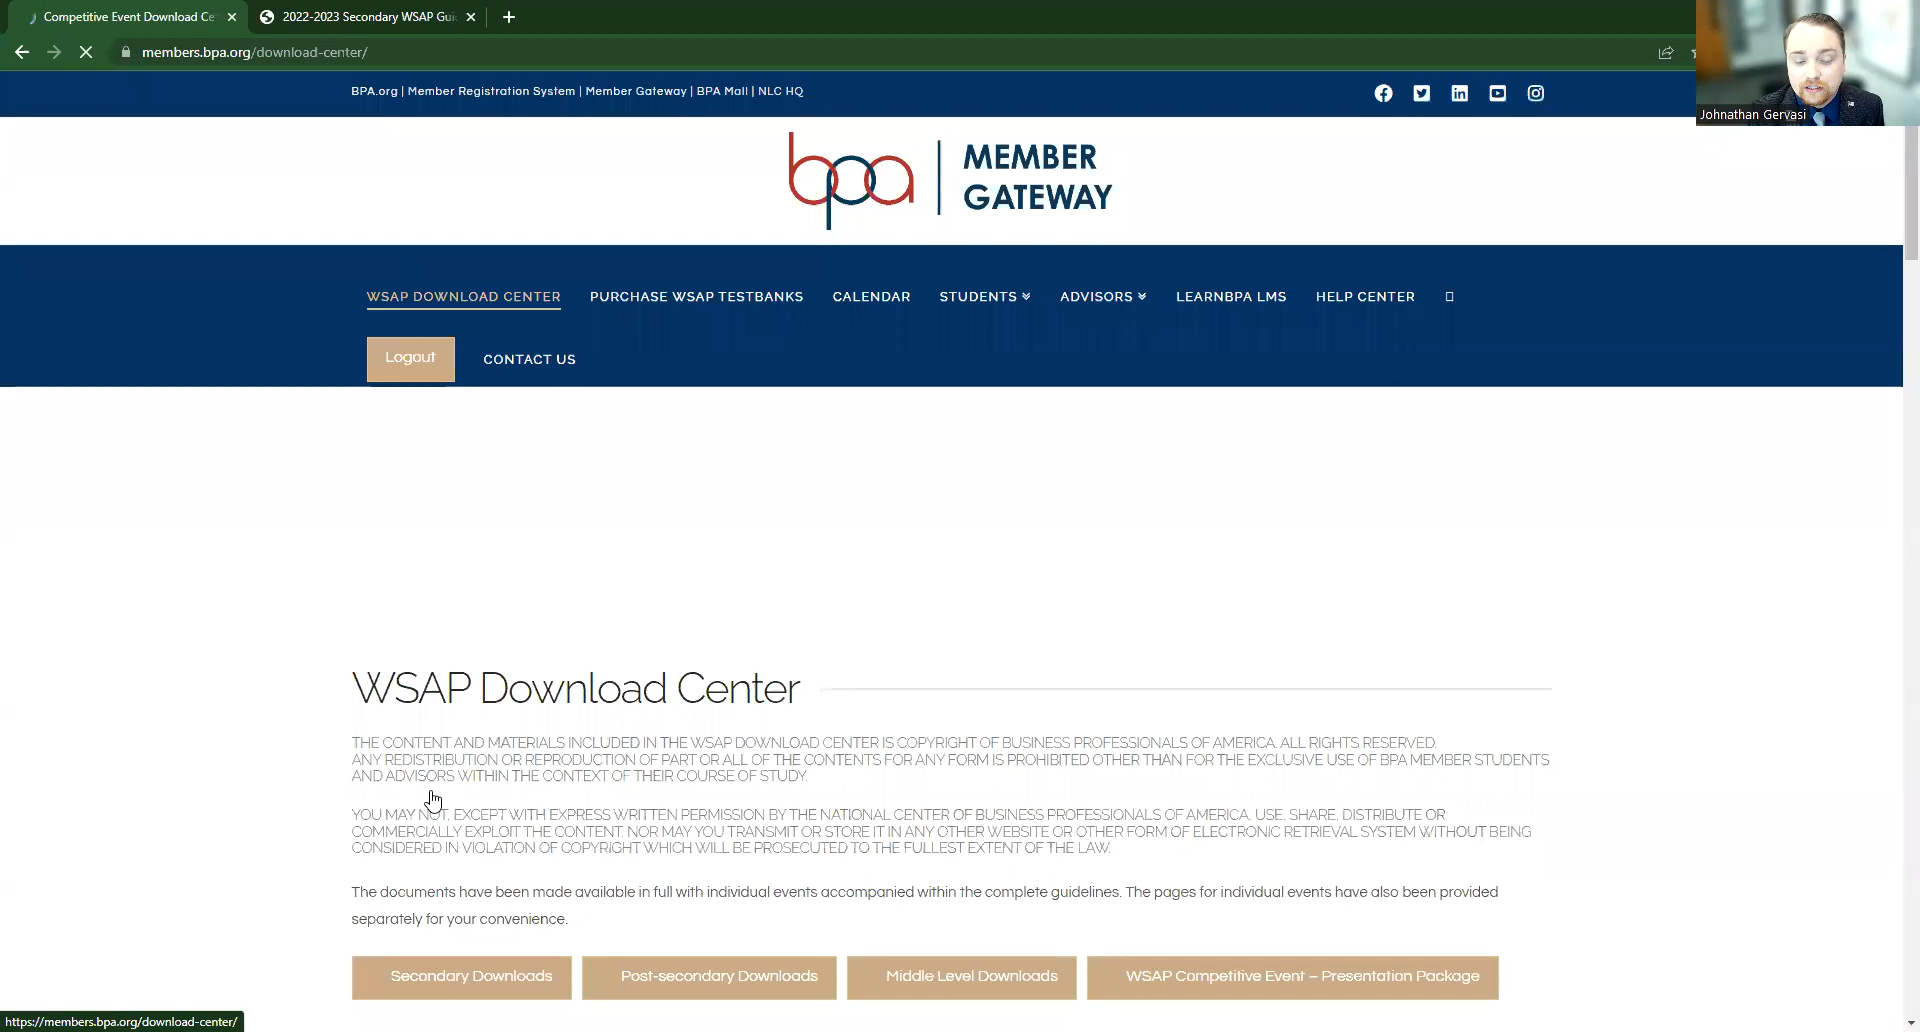 Competitive Event Download Ce
2022-2023 Secondary WSAP Gui
members.bpa.org/download-center/
BPA.org | Member Registration System | Member Gateway | BPA Mall | NLC HQ
Johnathan Gervasi
bpa
MEMBER
GATEWAY
WSAP DOWNLOAD CENTER PURCHASE WSAP TESTBANKS CALENDAR STUDENTS ADVISORS LEARNBPA LMS HELP CENTER
Logout CONTACT US
WSAP Download Center
THE CONTENT AND MATERIALS INCLUDED IN THE WSAP DOWNLOAD CENTER IS COPYRIGHT OF BUSINESS PROFESSIONALS OF AMERICA. ALL RIGHTS RESERVED.
ANY REDISTRIBUTION OR REPRODUCTION OF PART OR ALL OF THE CONTENTS FOR ANY FORM IS PROHIBITED OTHER THAN FOR THE EXCLUSIVE USE OF BPA MEMBER STUDENTS
AND ADVISORS WITHIN THE CONTEXT OF THEIR COURSE OF STUDY.
YOU MAY NOT, EXCEPT WITH EXPRESS WRITTEN PERMISSION BY THE NATIONAL CENTER OF BUSINESS PROFESSIONALS OF AMERICA, USE, SHARE, DISTRIBUTE OR
COMMERCIALLY EXPLOIT THE CONTENT. NOR MAY YOU TRANSMIT OR STORE IT IN ANY OTHER WEBSITE OR OTHER FORM OF ELECTRONIC RETRIEVAL SYSTEM WITHOUT BEING
CONSIDERED IN VIOLATION OF COPYRIGHT WHICH WILL BE PROSECUTED TO THE FULLEST EXTENT OF THE LAW.
The documents have been made available in full with individual events accompanied within the complete guidelines. The pages for individual events have also been provided
separately for your convenience.
Secondary Downloads Post-secondary Downloads Middle Level Downloads WSAP Competitive Event – Presentation Package
https://members.bpa.org/download-center/